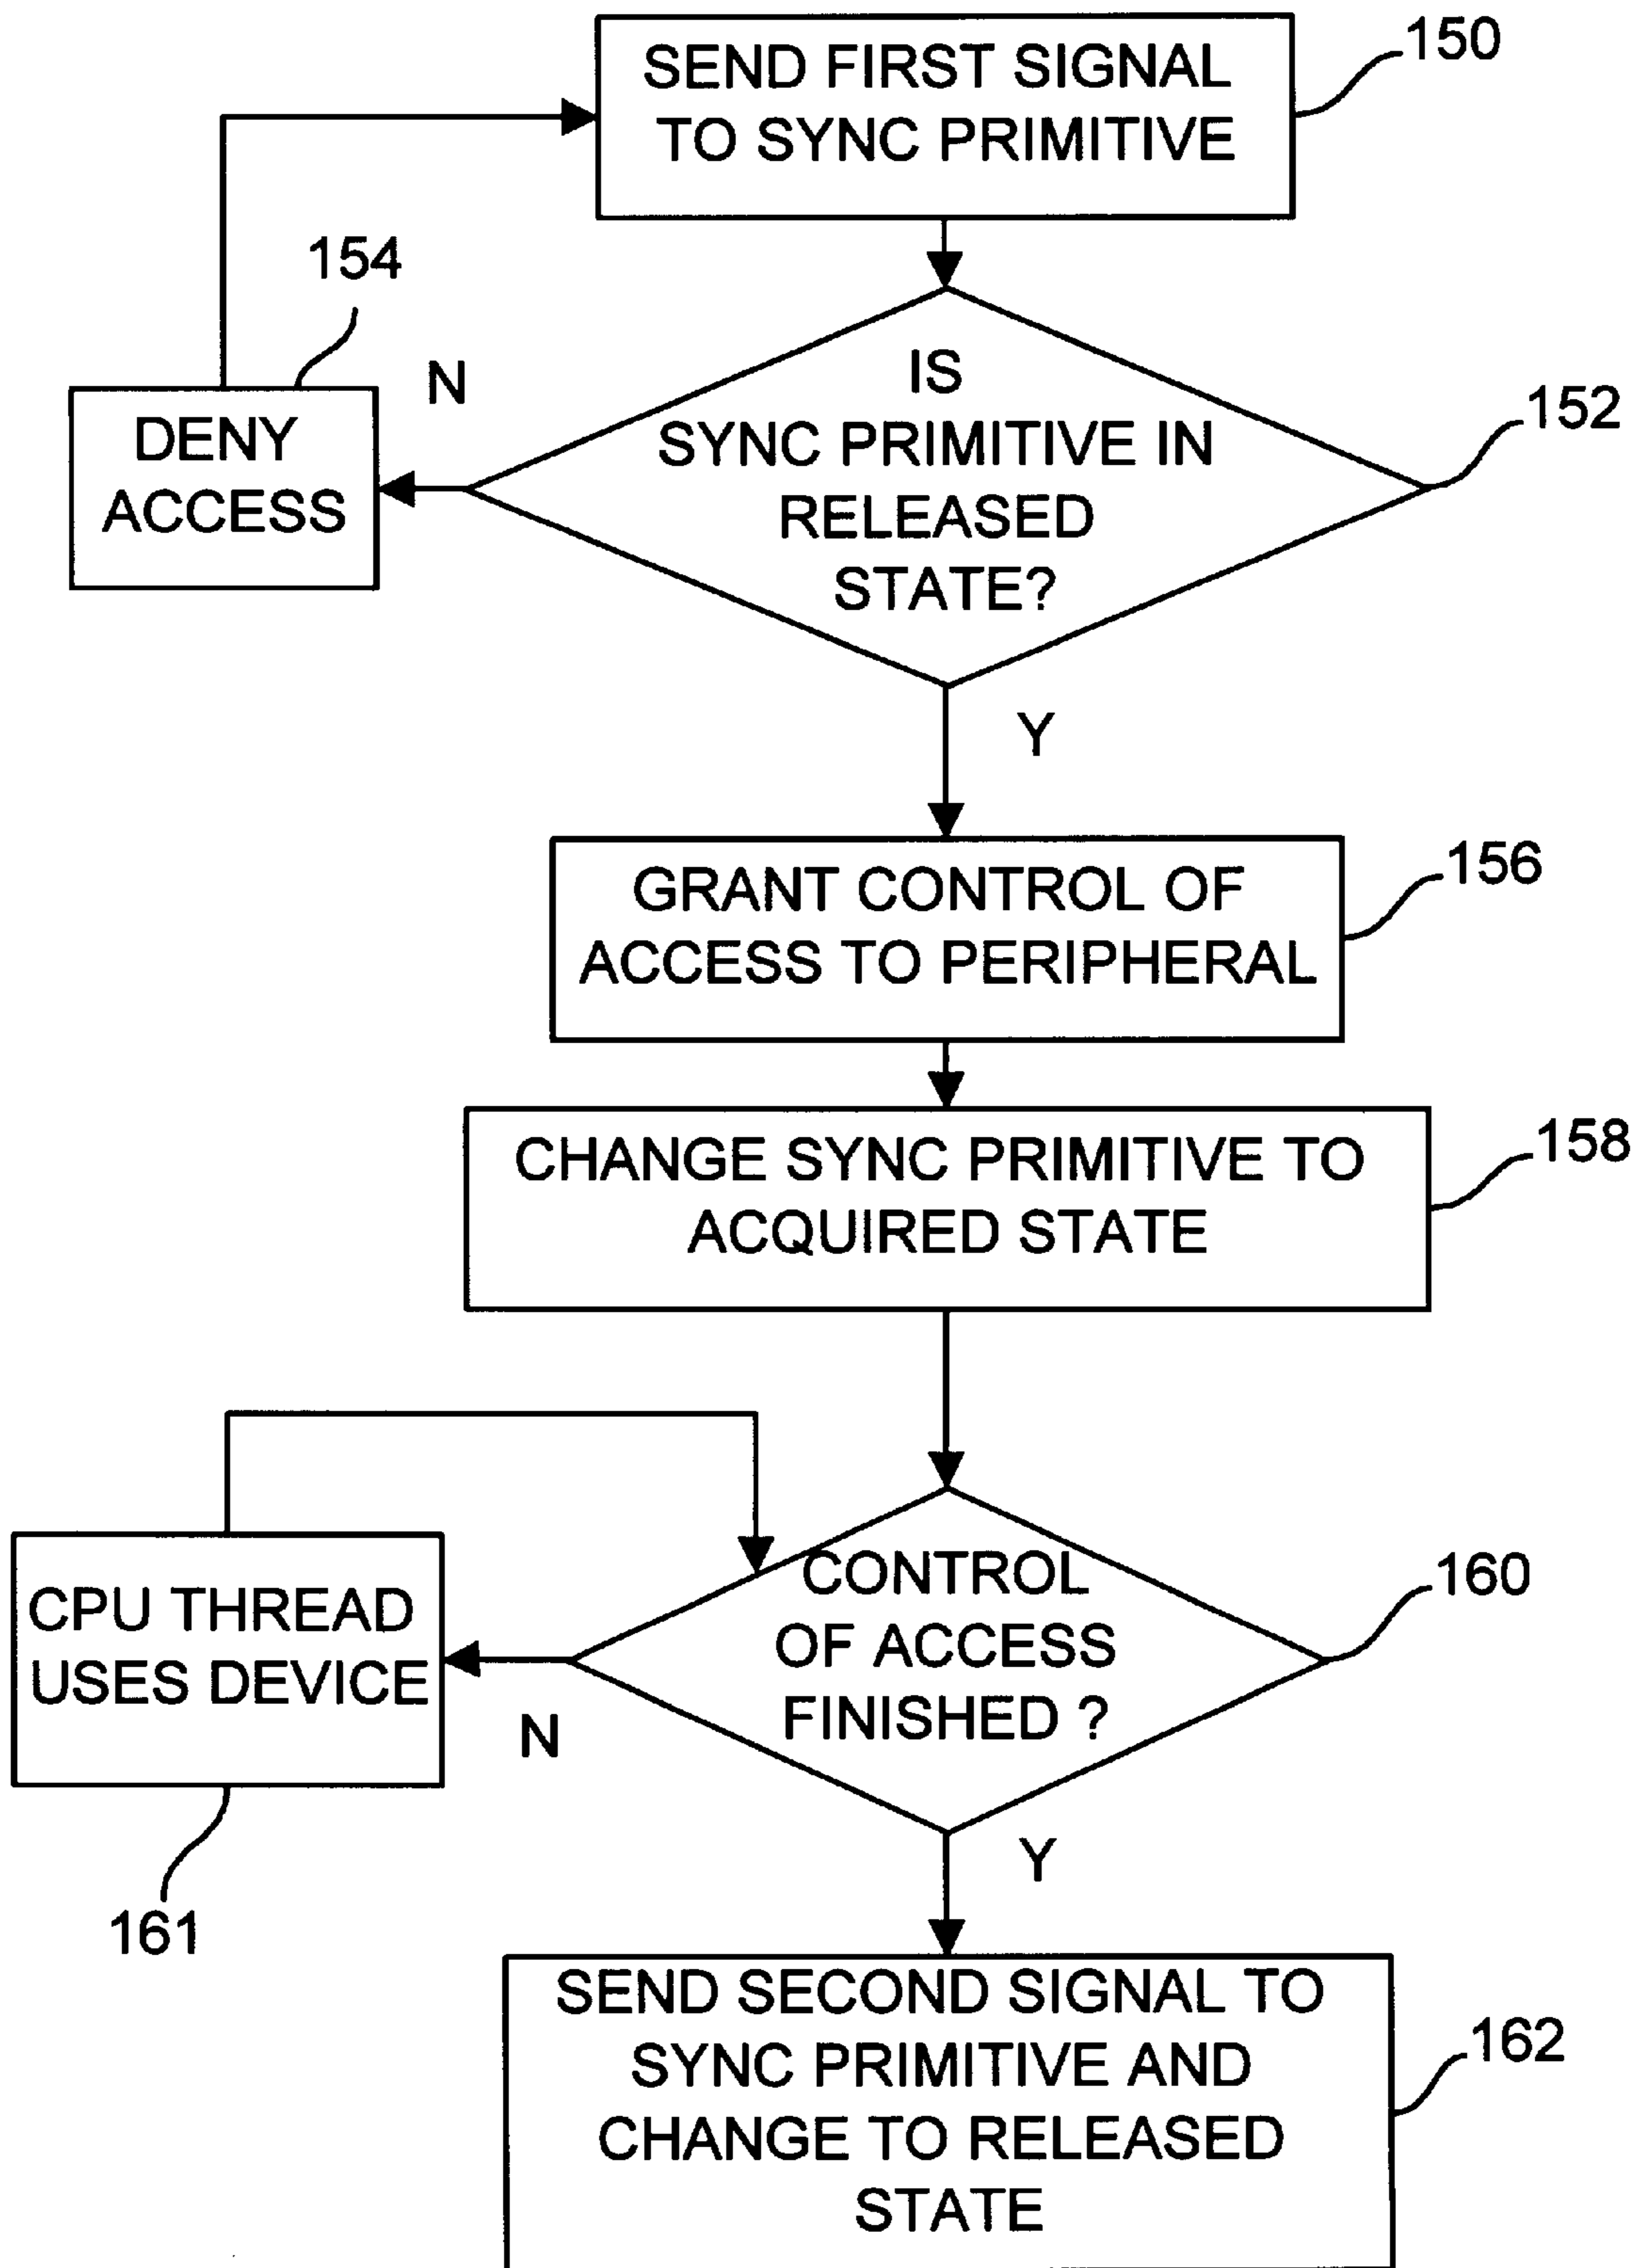 SEND FIRST SIGNAL
TO SYNC PRIMITIVE
150
154
N
IS
SYNC PRIMITIVE IN
RELEASED
STATE?
152
DENY
ACCESS
Y
GRANT CONTROL OF
ACCESS TO PERIPHERAL
156
CHANGE SYNC PRIMITIVE TO
ACQUIRED STATE
158
CONTROL
OF ACCESS
FINISHED ?
160
CPU THREAD
USES DEVICE
N
161
Y
SEND SECOND SIGNAL TO
SYNC PRIMITIVE AND
CHANGE TO RELEASED
STATE
162